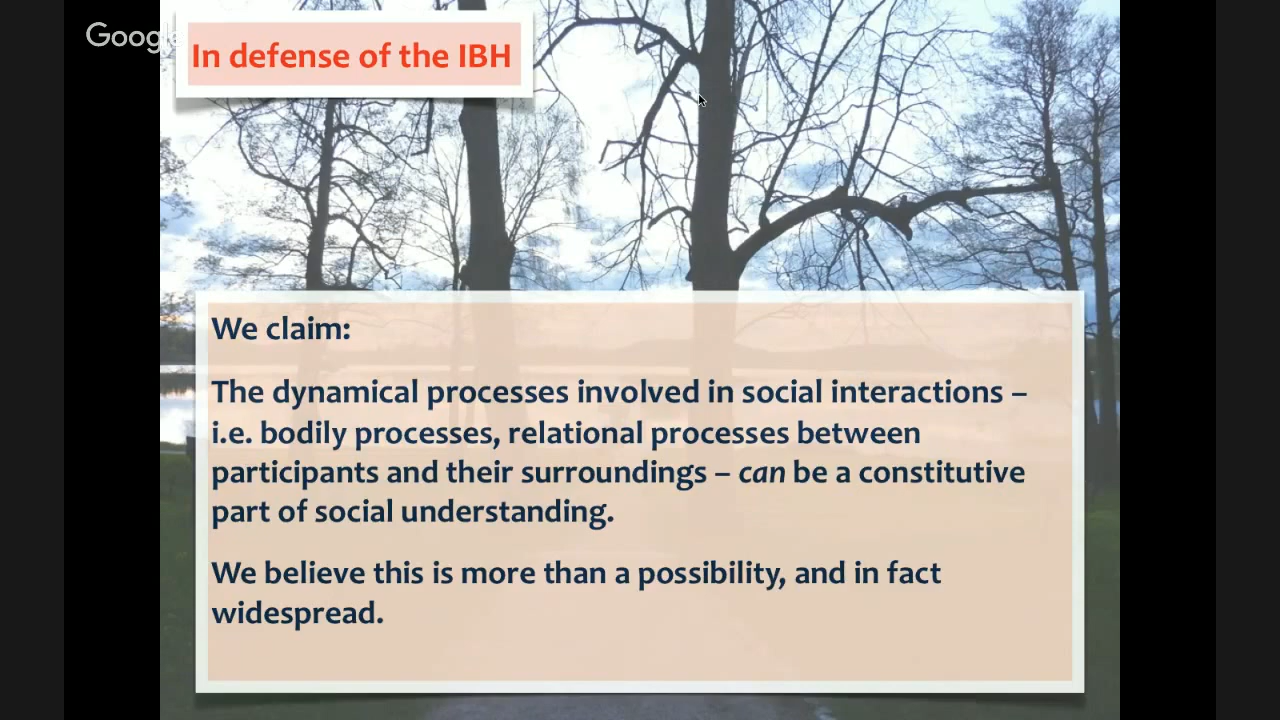 Google
In defense of the IBH
We claim:
The dynamical processes involved in social interactions –
i.e. bodily processes, relational processes between
participants and their surroundings – can be a constitutive
part of social understanding.
We believe this is more than a possibility, and in fact
widespread.